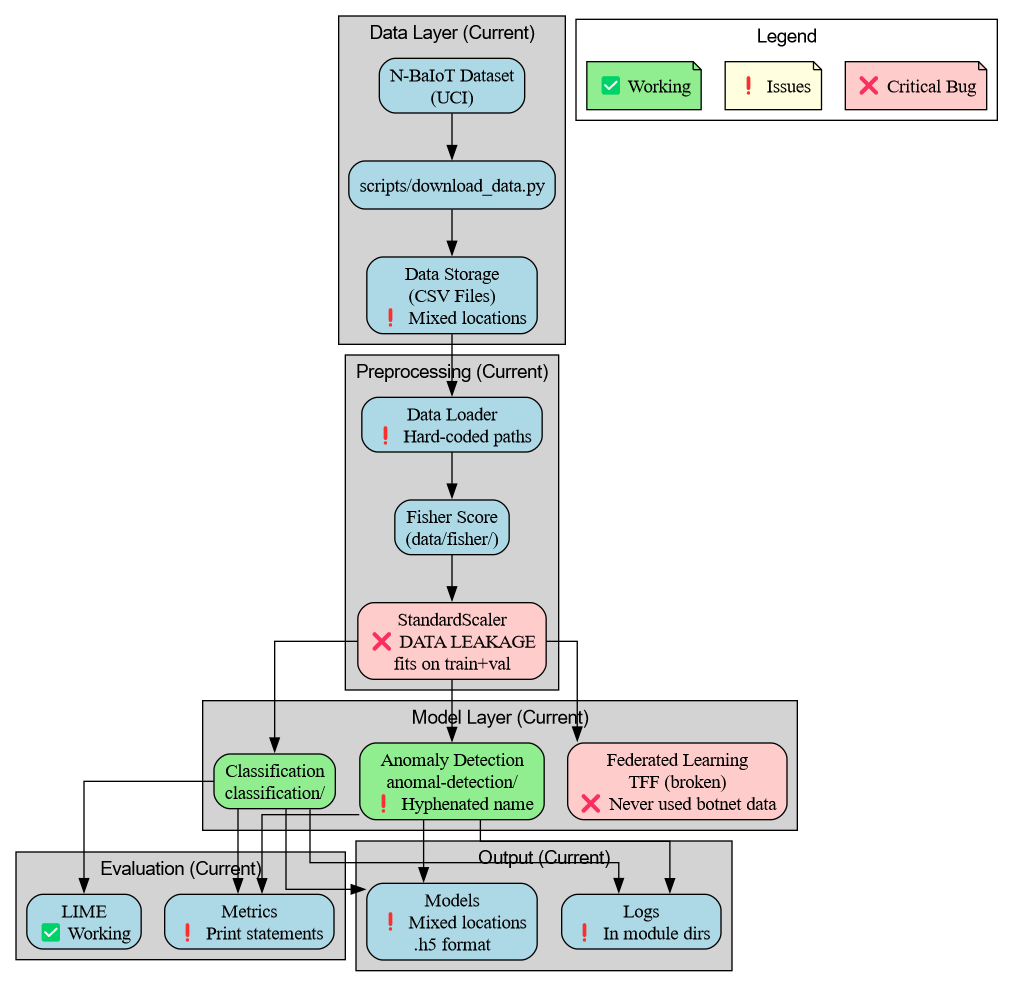 Data Layer (Current)
N-BaIoT Dataset
(UCI)
scripts/download_data.py
Data Storage
(CSV Files)
❗ Mixed locations
Legend
✅ Working
❗ Issues
❌ Critical Bug
Preprocessing (Current)
Data Loader
❗ Hard-coded paths
Fisher Score
(data/fisher/)
StandardScaler
❌ DATA LEAKAGE
fits on train+val
Model Layer (Current)
Classification
classification/
Anomaly Detection
anomal-detection/
❗ Hyphenated name
Federated Learning
TFF (broken)
❌ Never used botnet data
Evaluation (Current)
LIME
✅ Working
Metrics
❗ Print statements
Output (Current)
Models
❗ Mixed locations
.h5 format
Logs
❗ In module dirs